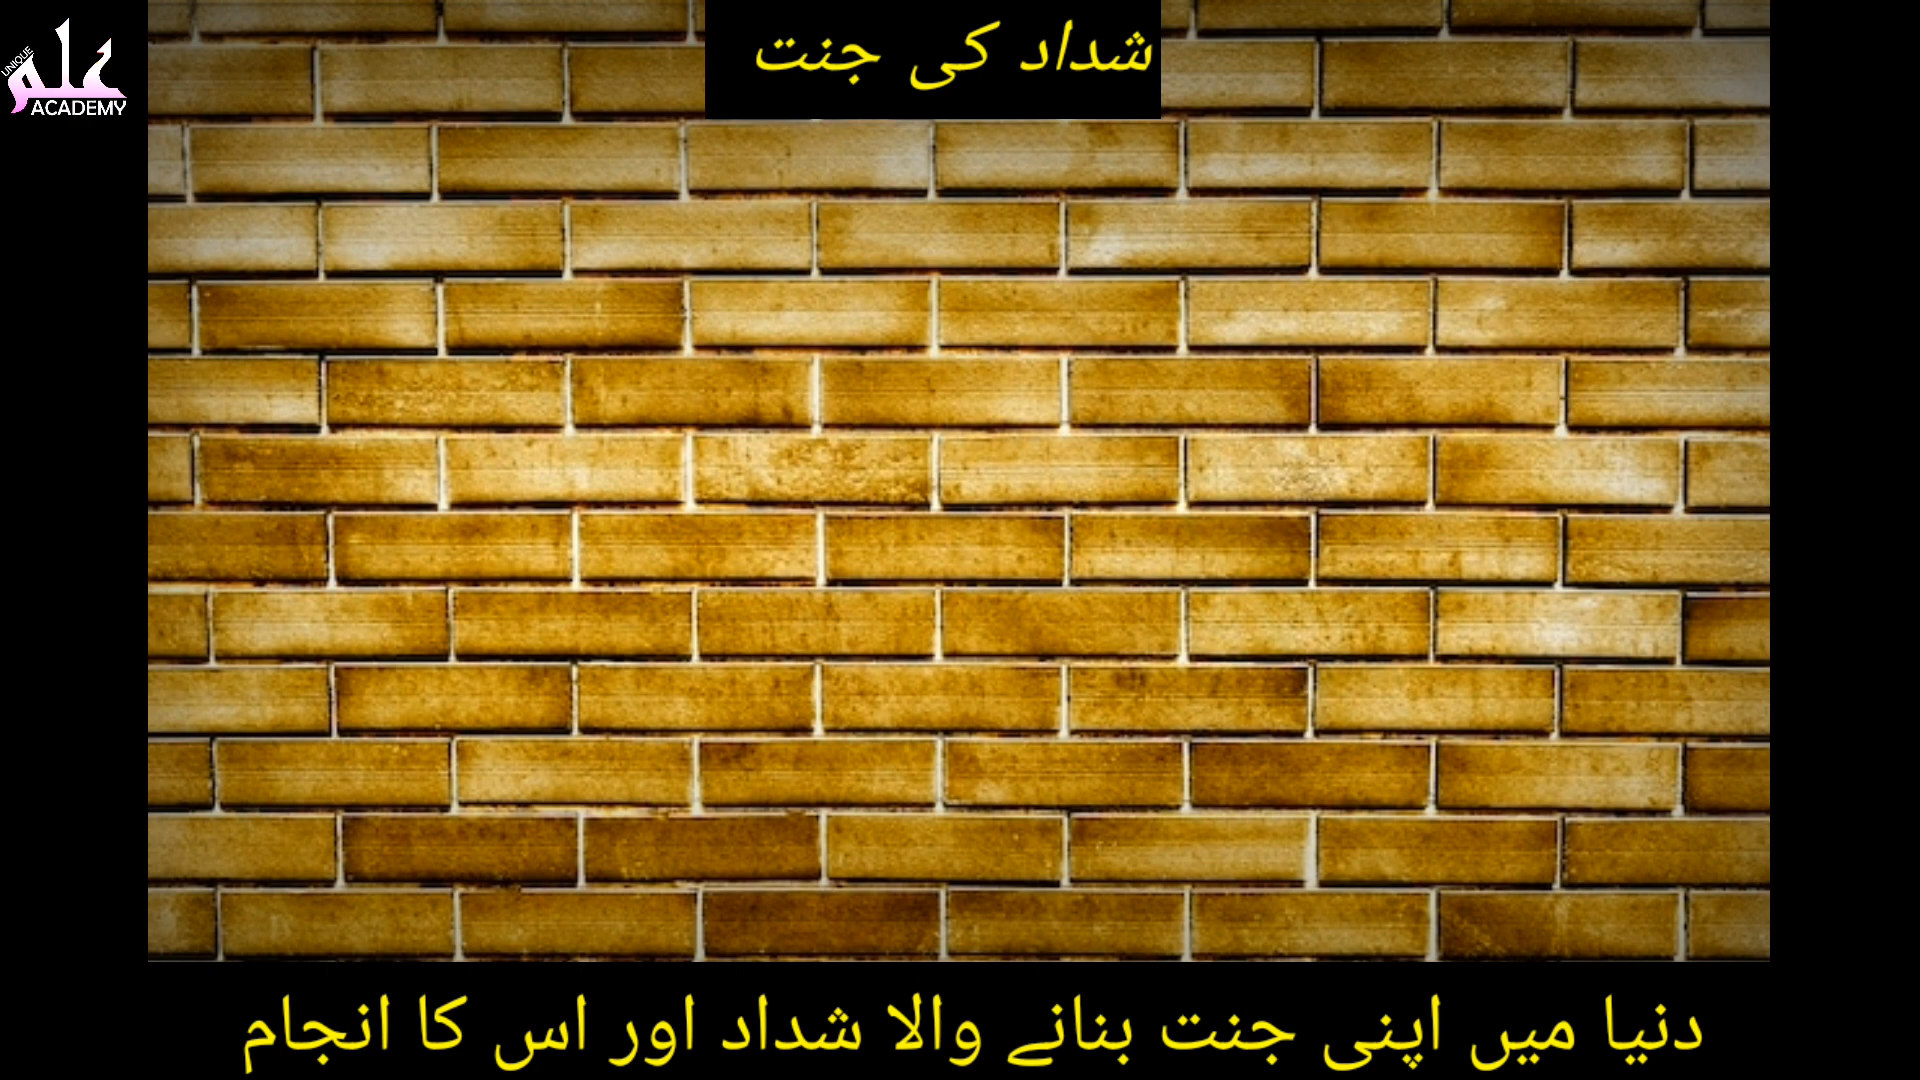 شداد کی جنت
UNIQUE
علم
ACADEMY
دنیا میں اپنی جنت بنانے والا شداد اور اس کا انجام